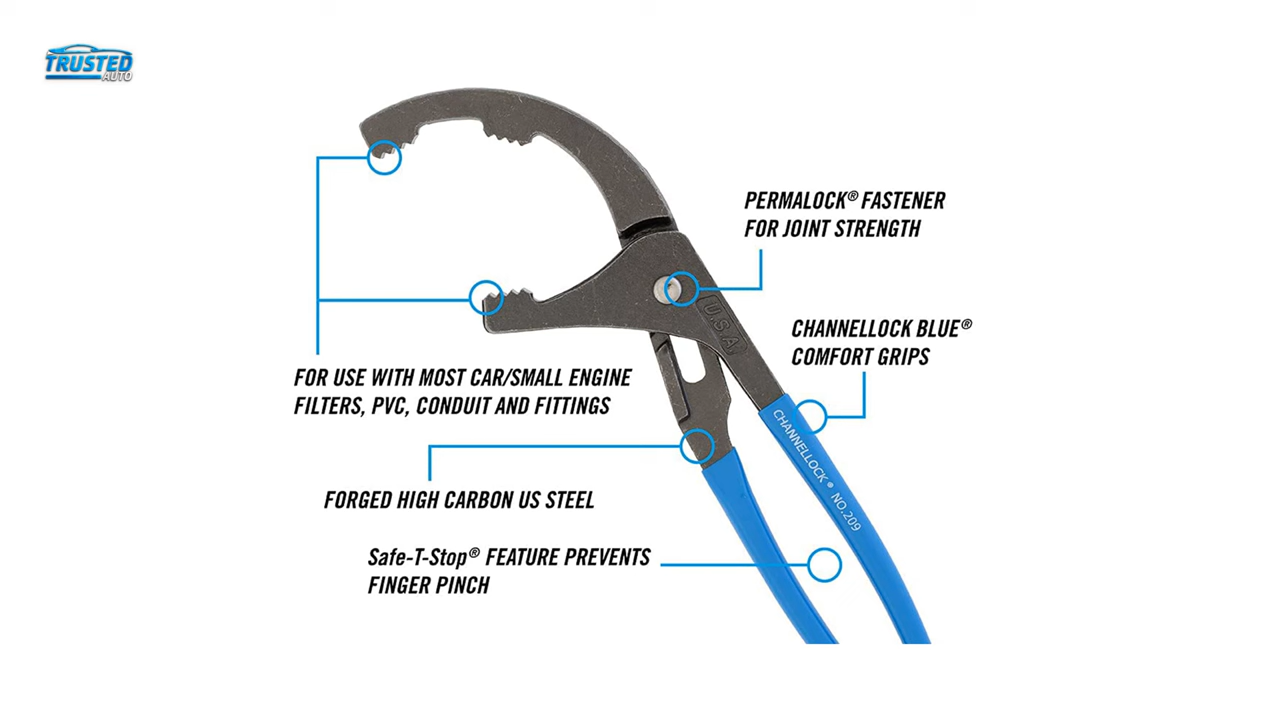 TRUSTED
AUTO
PERMALOCK® FASTENER
FOR JOINT STRENGTH
U.S.A.
CHANNELLOCK BLUE®
COMFORT GRIPS
FOR USE WITH MOST CAR/SMALL ENGINE
FILTERS, PVC, CONDUIT AND FITTINGS
CHANNELLOCK® NO.209
FORGED HIGH CARBON US STEEL
Safe-T-Stop® FEATURE PREVENTS
FINGER PINCH